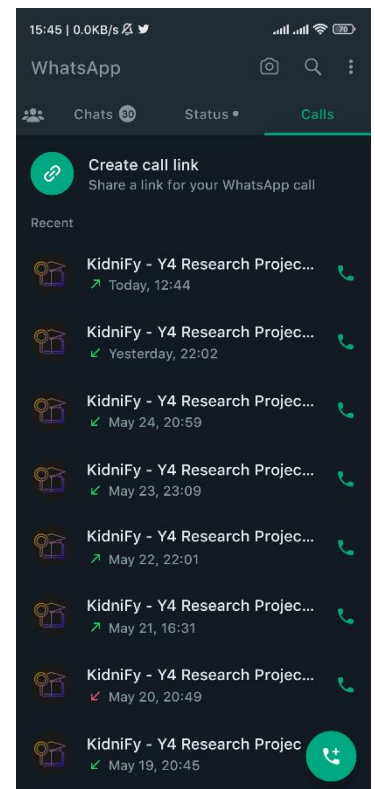 15:45 | 0.0KB/s 70
WhatsApp
Chats 30 Status Calls
Create call link
Share a link for your WhatsApp call
Recent
KidniFy - Y4 Research Projec...
Today, 12:44
KidniFy - Y4 Research Projec...
Yesterday, 22:02
KidniFy - Y4 Research Projec...
May 24, 20:59
KidniFy - Y4 Research Projec...
May 23, 23:09
KidniFy - Y4 Research Projec...
May 22, 22:01
KidniFy - Y4 Research Projec...
May 21, 16:31
KidniFy - Y4 Research Projec...
May 20, 20:49
KidniFy - Y4 Research Projec
May 19, 20:45